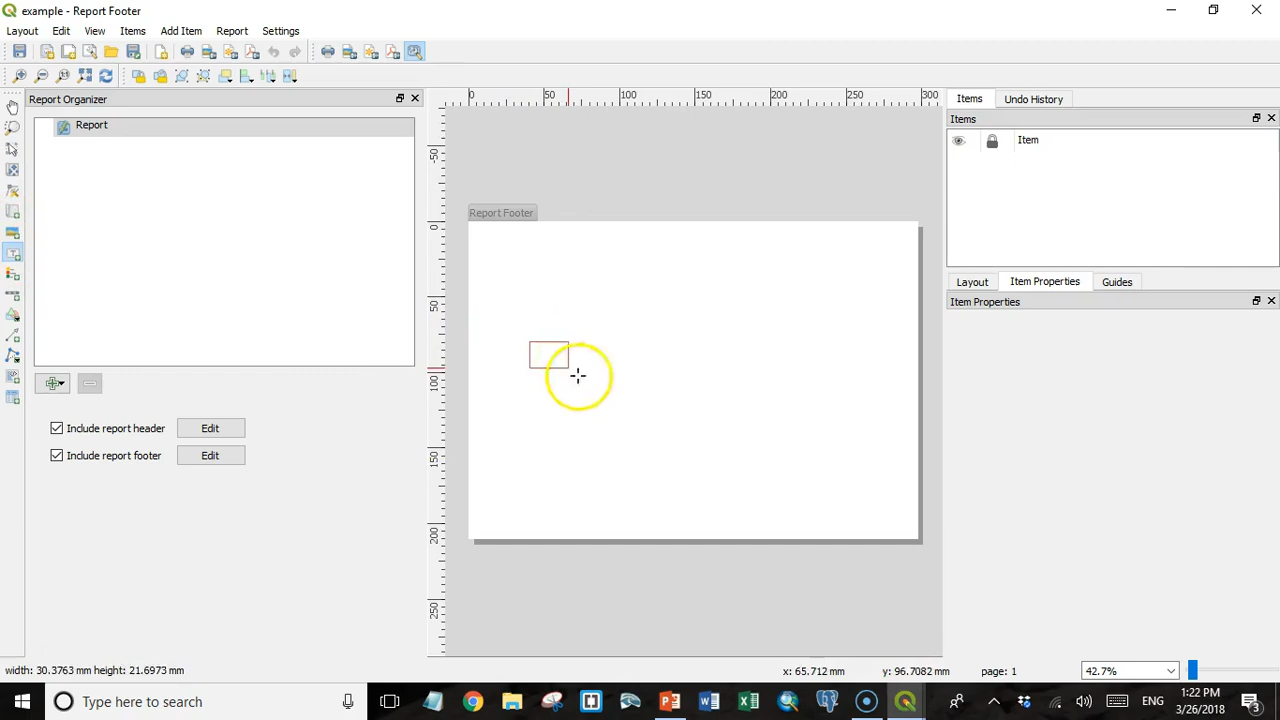 example - Report Footer
Layout Edit View Items Add Item Report Settings
Report Organizer
Report
Include report header Edit
Include report footer Edit
0 50 100 150 200 250 300
-50
0
50
100
150
200
250
Report Footer
Items Undo History
Items
Item
Layout Item Properties Guides
Item Properties
width: 30.3763 mm height: 21.6973 mm x: 65.712 mm y: 96.7082 mm page: 1 42.7%
Type here to search
ENG
1:22 PM
3/26/2018
3